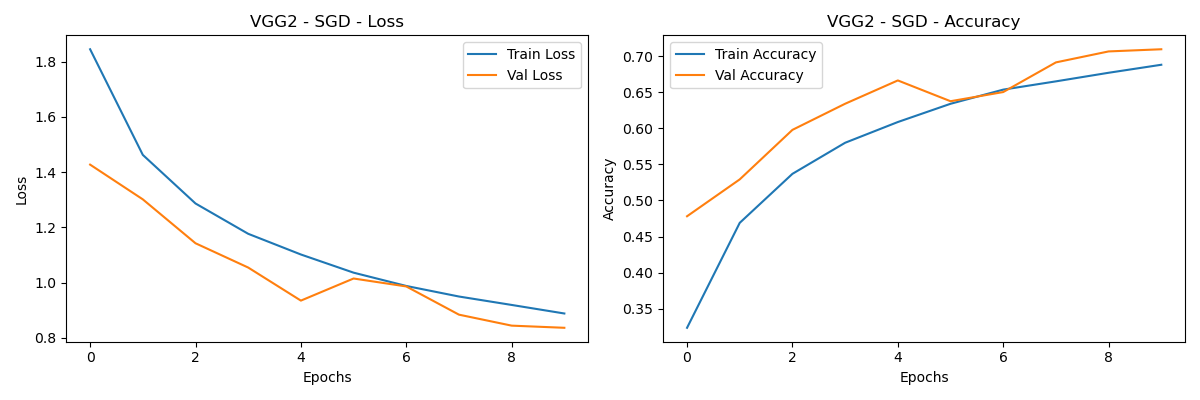 VGG2 - SGD - Loss
Loss
1.8
1.6
1.4
1.2
1.0
0.8
Train Loss
Val Loss
0 2 4 6 8
Epochs
VGG2 - SGD - Accuracy
Accuracy
0.70
0.65
0.60
0.55
0.50
0.45
0.40
0.35
Train Accuracy
Val Accuracy
0 2 4 6 8
Epochs